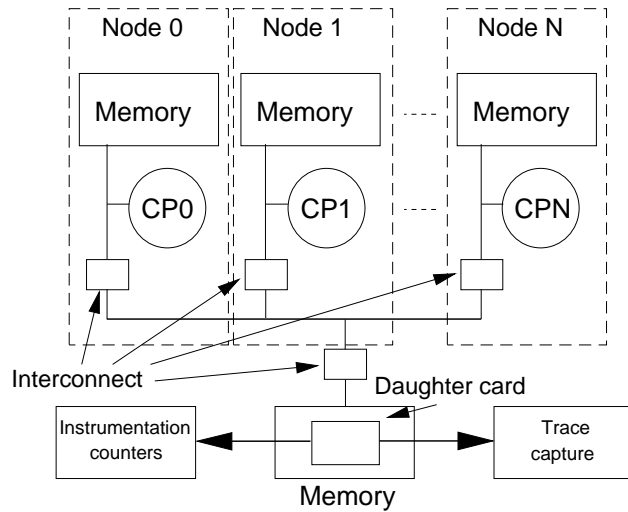 Node 0
Node 1
Node N
Memory
Memory
Memory
CP0
CP1
CPN
Interconnect
Daughter card
Instrumentation
counters
Trace
capture
Memory